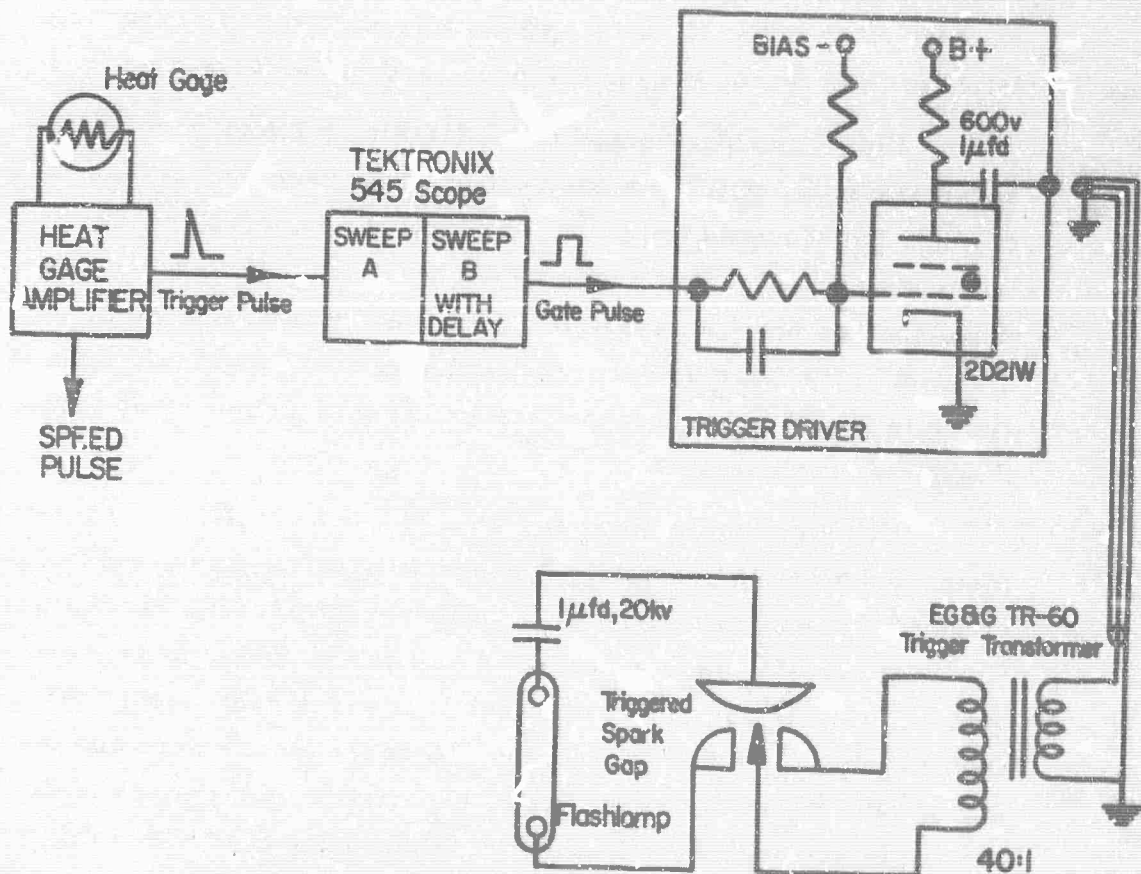 Heat Gage
HEAT
GAGE
AMPLIFIER
Trigger Pulse
SPEED
PULSE
TEKTRONIX
545 Scope
SWEEP
A
SWEEP
B
WITH
DELAY
Gate Pulse
BIAS -
B+
600v
1μfd
2D21W
TRIGGER DRIVER
1μfd, 20kv
Triggered
Spark
Gap
Flashlamp
EG&G TR-60
Trigger Transformer
40:1